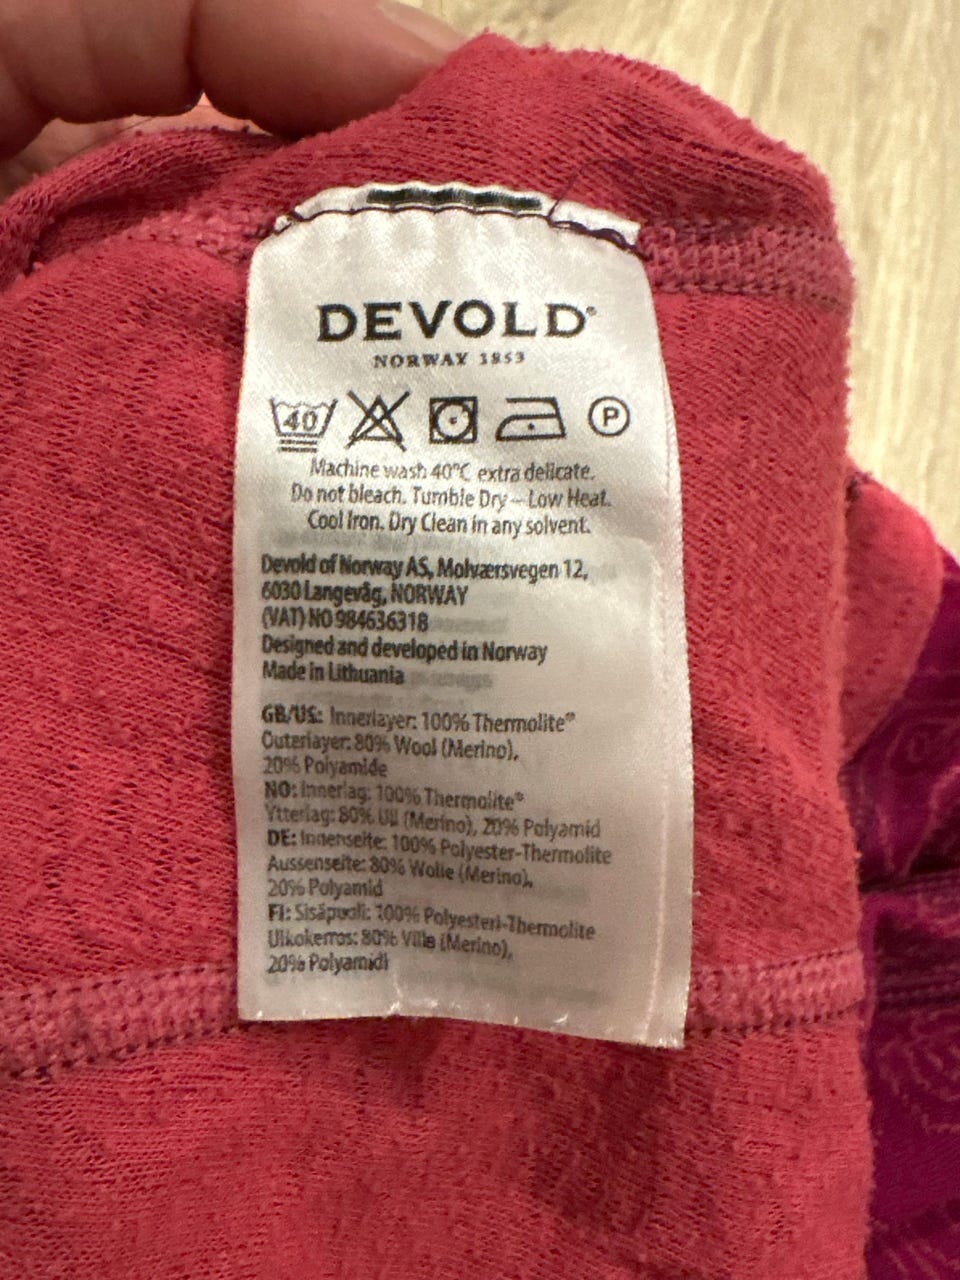 DEVOLD®
NORWAY 1853
40 P
Machine wash 40°C extra delicate.
Do not bleach. Tumble Dry – Low Heat.
Cool Iron. Dry Clean in any solvent.
Devold of Norway AS, Molværsvegen 12,
6030 Langevåg, NORWAY
(VAT) NO 984636318
Designed and developed in Norway
Made in Lithuania
GB/US: Innerlayer: 100% Thermolite®
Outerlayer: 80% Wool (Merino),
20% Polyamide
NO: Innerlag: 100% Thermolite®
Ytterlag: 80% Ull (Merino), 20% Polyamid
DE: Innenseite: 100% Polyester-Thermolite
Aussenseite: 80% Wolle (Merino),
20% Polyamid
FI: Sisäpuoli: 100% Polyesteri-Thermolite
Ulkokerros: 80% Villa (Merino),
20% Polyamidi